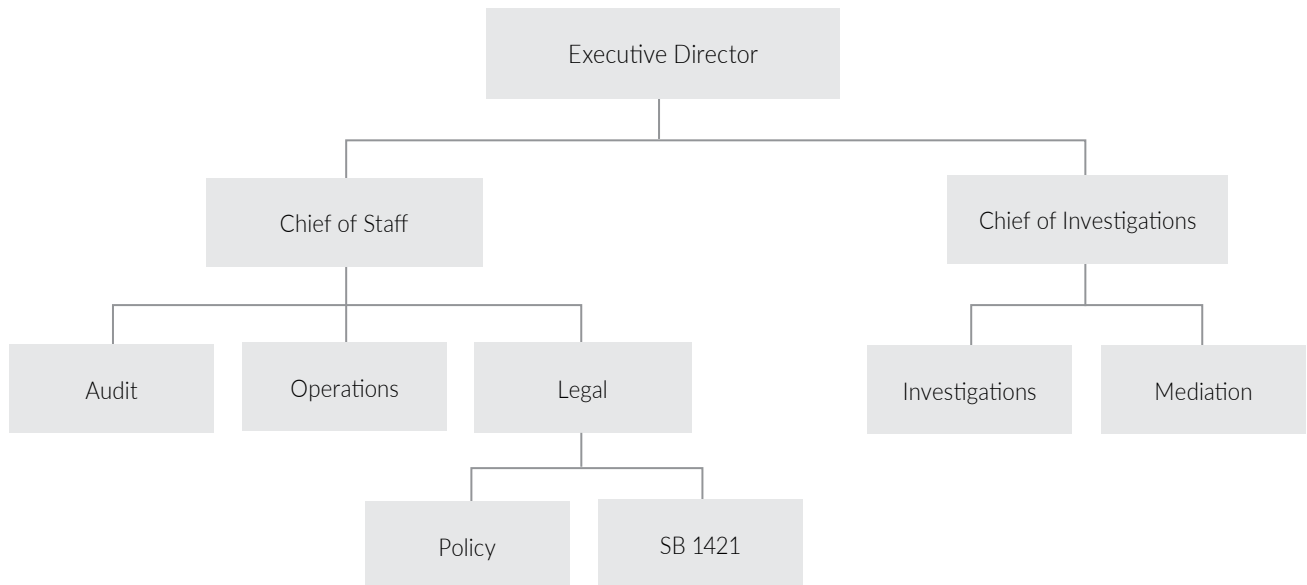 Executive Director
Chief of Staff
Chief of Investigations
Audit
Operations
Legal
Investigations
Mediation
Policy
SB 1421